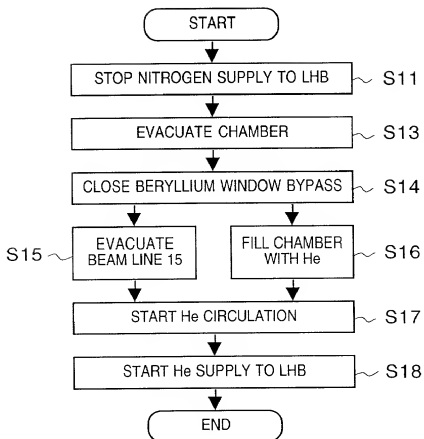 START
STOP NITROGEN SUPPLY TO LHB
S11
EVACUATE CHAMBER
S13
CLOSE BERYLLIUM WINDOW BYPASS
S14
S15
EVACUATE
BEAM LINE 15
FILL CHAMBER
WITH He
S16
START He CIRCULATION
S17
START He SUPPLY TO LHB
S18
END